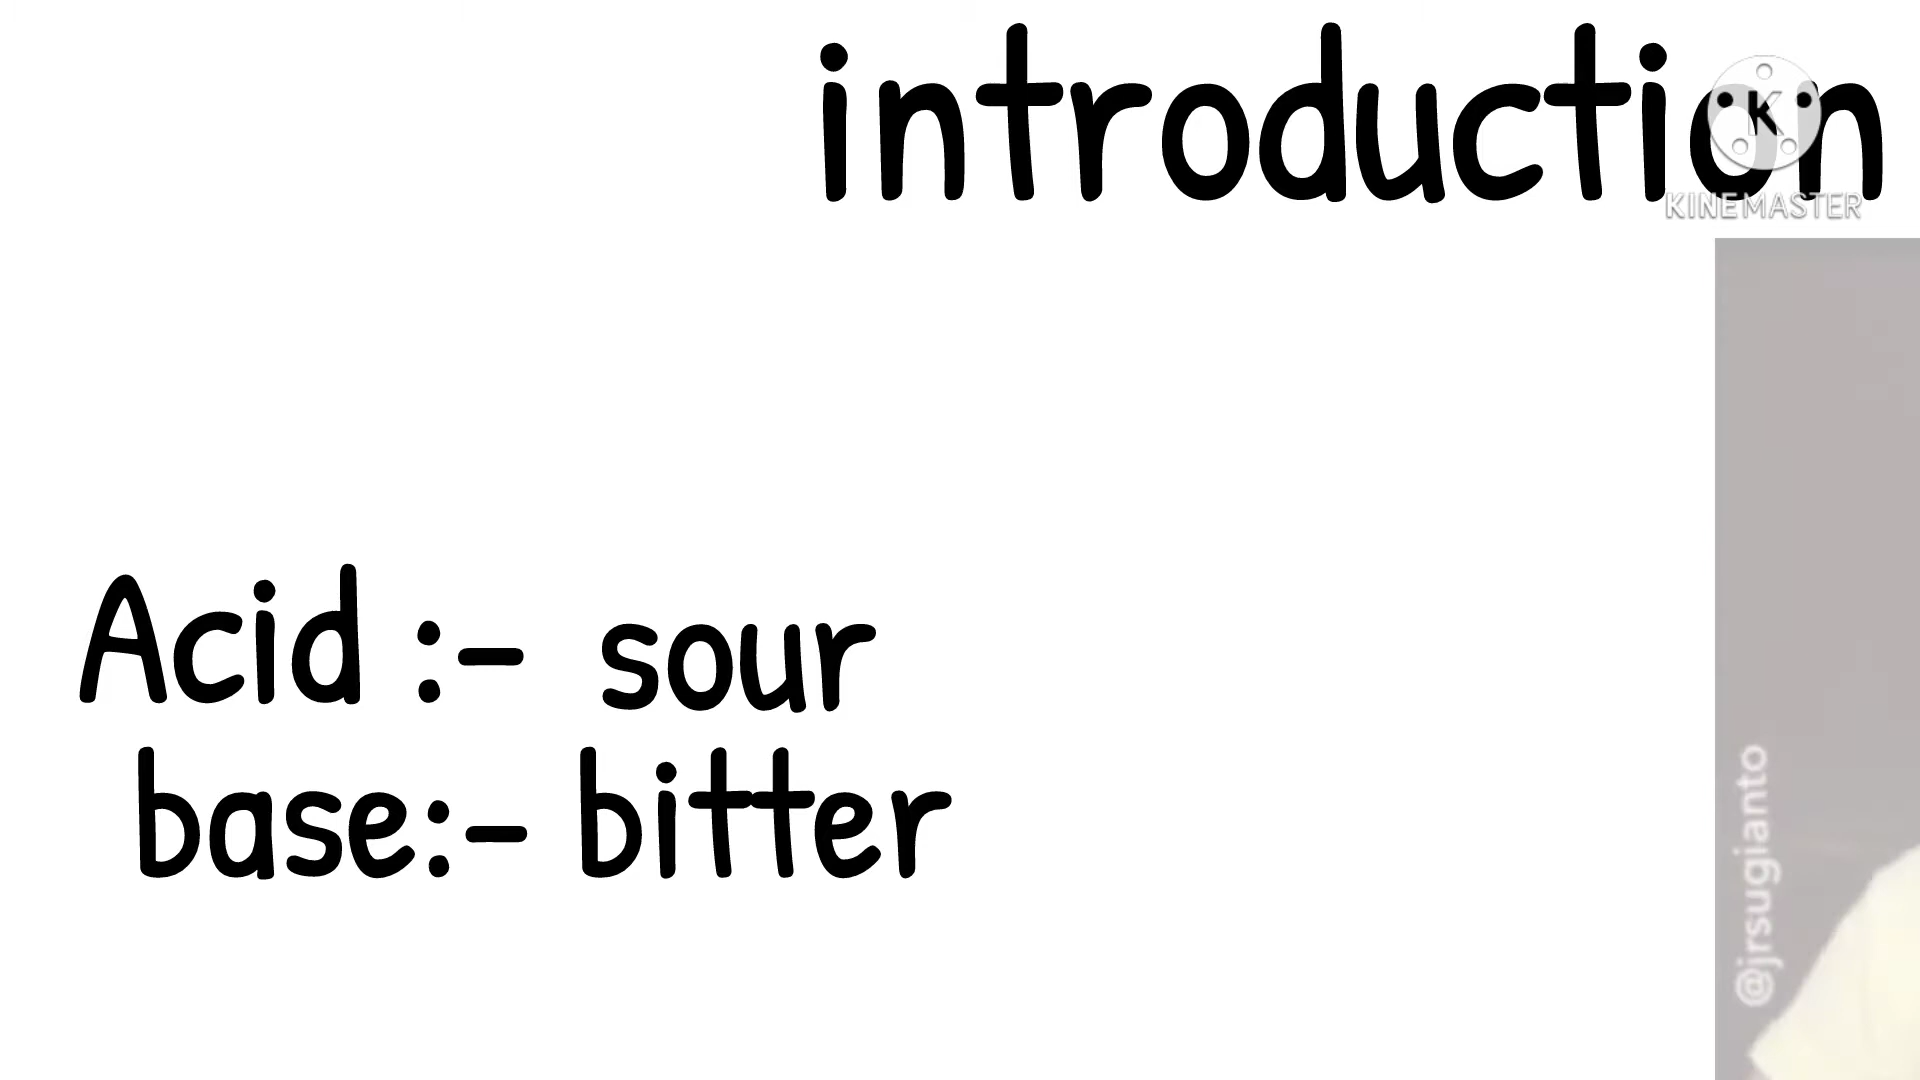 introduction
K
KINEMASTER
Acid :- sour
base:- bitter
@jrsugianto